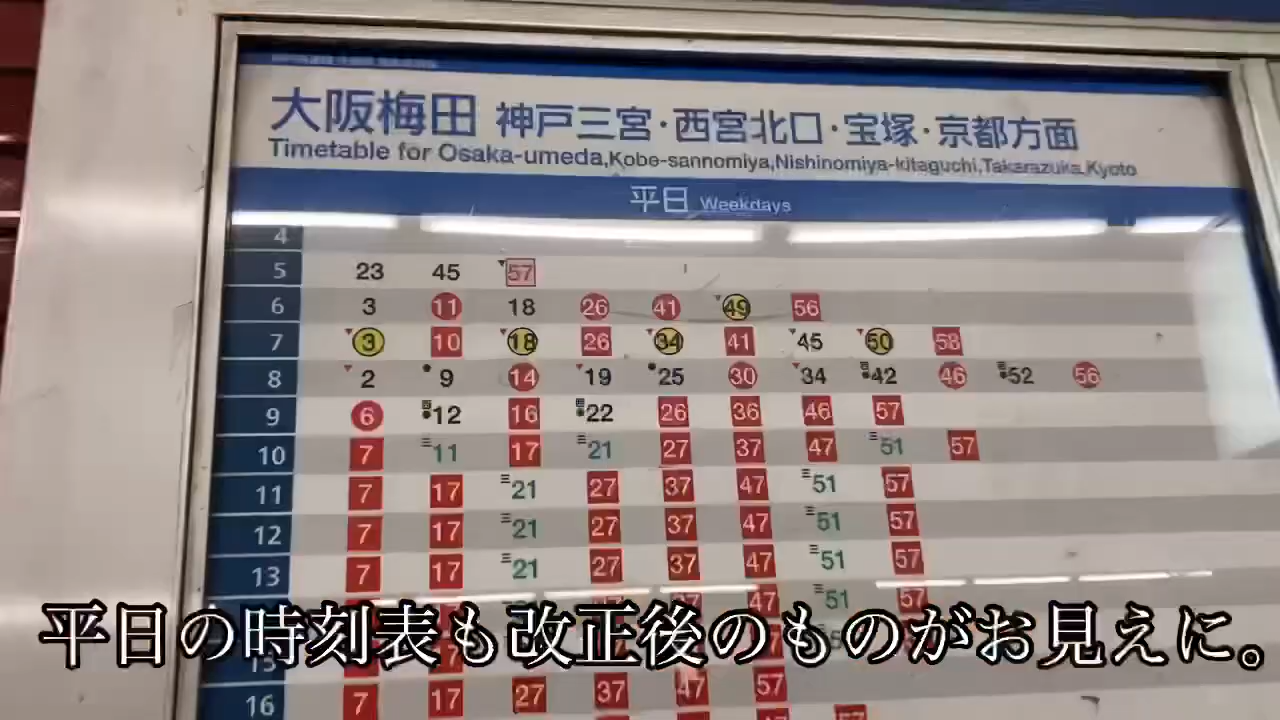 大阪梅田 神戸三宮・西宮北口・宝塚・京都方面
Timetable for Osaka-umeda,Kobe-sannomiya,Nishinomiya-kitaguchi,Takarazuka,Kyoto
平日 Weekdays
4
5 23 45 57
6 3 11 18 26 41 49 56
7 3 10 18 26 34 41 45 50 58
8 2 9 14 19 25 30 34 42 46 52 56
9 6 12 16 22 26 36 46 57
10 7 11 17 21 27 37 47 51 57
11 7 17 21 27 37 47 51 57
12 7 17 21 27 37 47 51 57
13 7 17 21 27 37 47 51 57
47 51 57
平日の時刻表も改正後のものがお見えに。
15
16 7 17 27 37 47 57